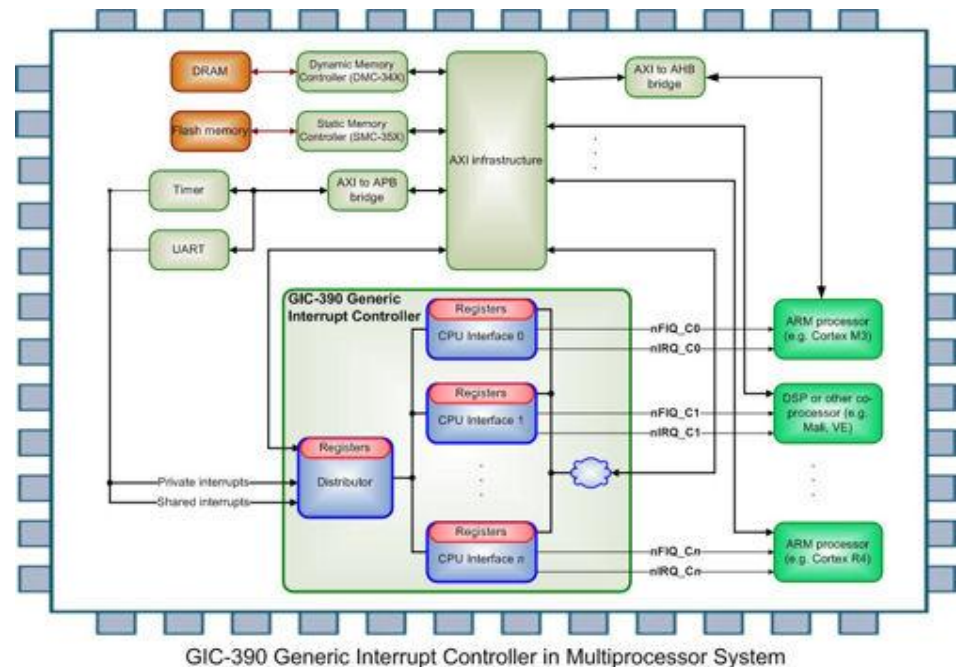 DRAM
Dynamic Memory
Controller (DMC-34X)
AXI to AHB
bridge
Flash memory
Static Memory
Controller (SMC-35X)
AXI infrastructure
Timer
AXI to APB
bridge
UART
GIC-390 Generic
Interrupt Controller
Registers
CPU Interface 0
nFIQ_C0
nIRQ_C0
ARM processor
(e.g. Cortex M3)
Registers
CPU Interface 1
nFIQ_C1
nIRQ_C1
DSP or other co-
processor (e.g.
Mali, VE)
Registers
Distributor
Private interrupts
Shared interrupts
Registers
CPU Interface n
nFIQ_Cn
nIRQ_Cn
ARM processor
(e.g. Cortex R4)
GIC-390 Generic Interrupt Controller in Multiprocessor System